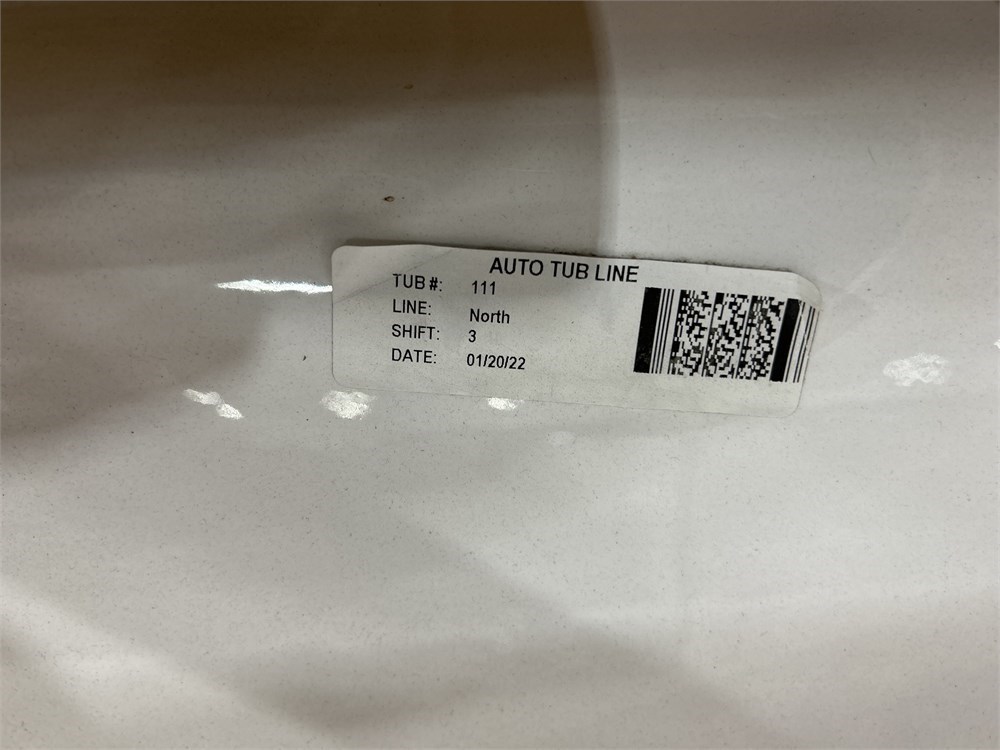 AUTO TUB LINE
TUB #: 111
LINE: North
SHIFT: 3
DATE: 01/20/22